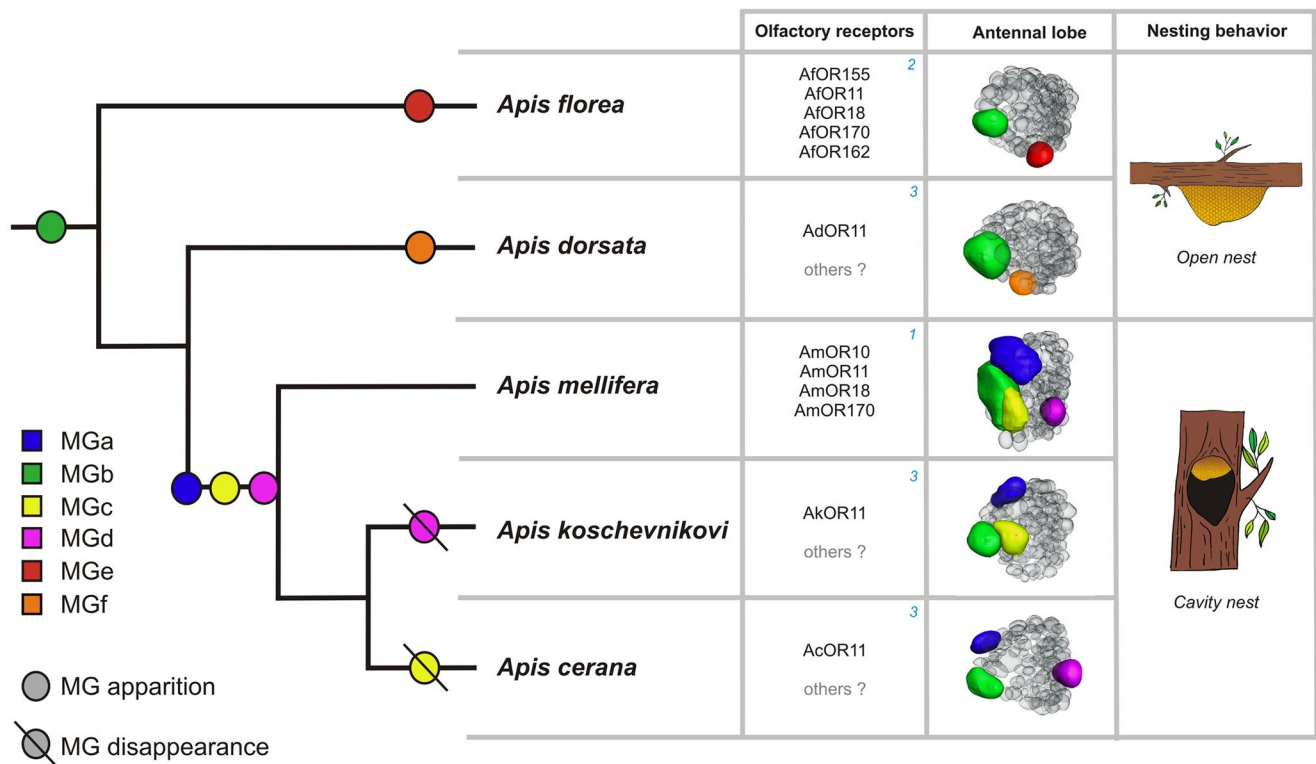 Olfactory receptors
Antennal lobe
Nesting behavior
Apis florea
2
AfOR155
AfOR11
AfOR18
AfOR170
AfOR162
Apis dorsata
3
AdOR11
others ?
Open nest
Apis mellifera
1
AmOR10
AmOR11
AmOR18
AmOR170
Apis koschevnikovi
3
AkOR11
others ?
Cavity nest
Apis cerana
3
AcOR11
others ?
MGa
MGb
MGc
MGd
MGe
MGf
MG apparition
MG disappearance